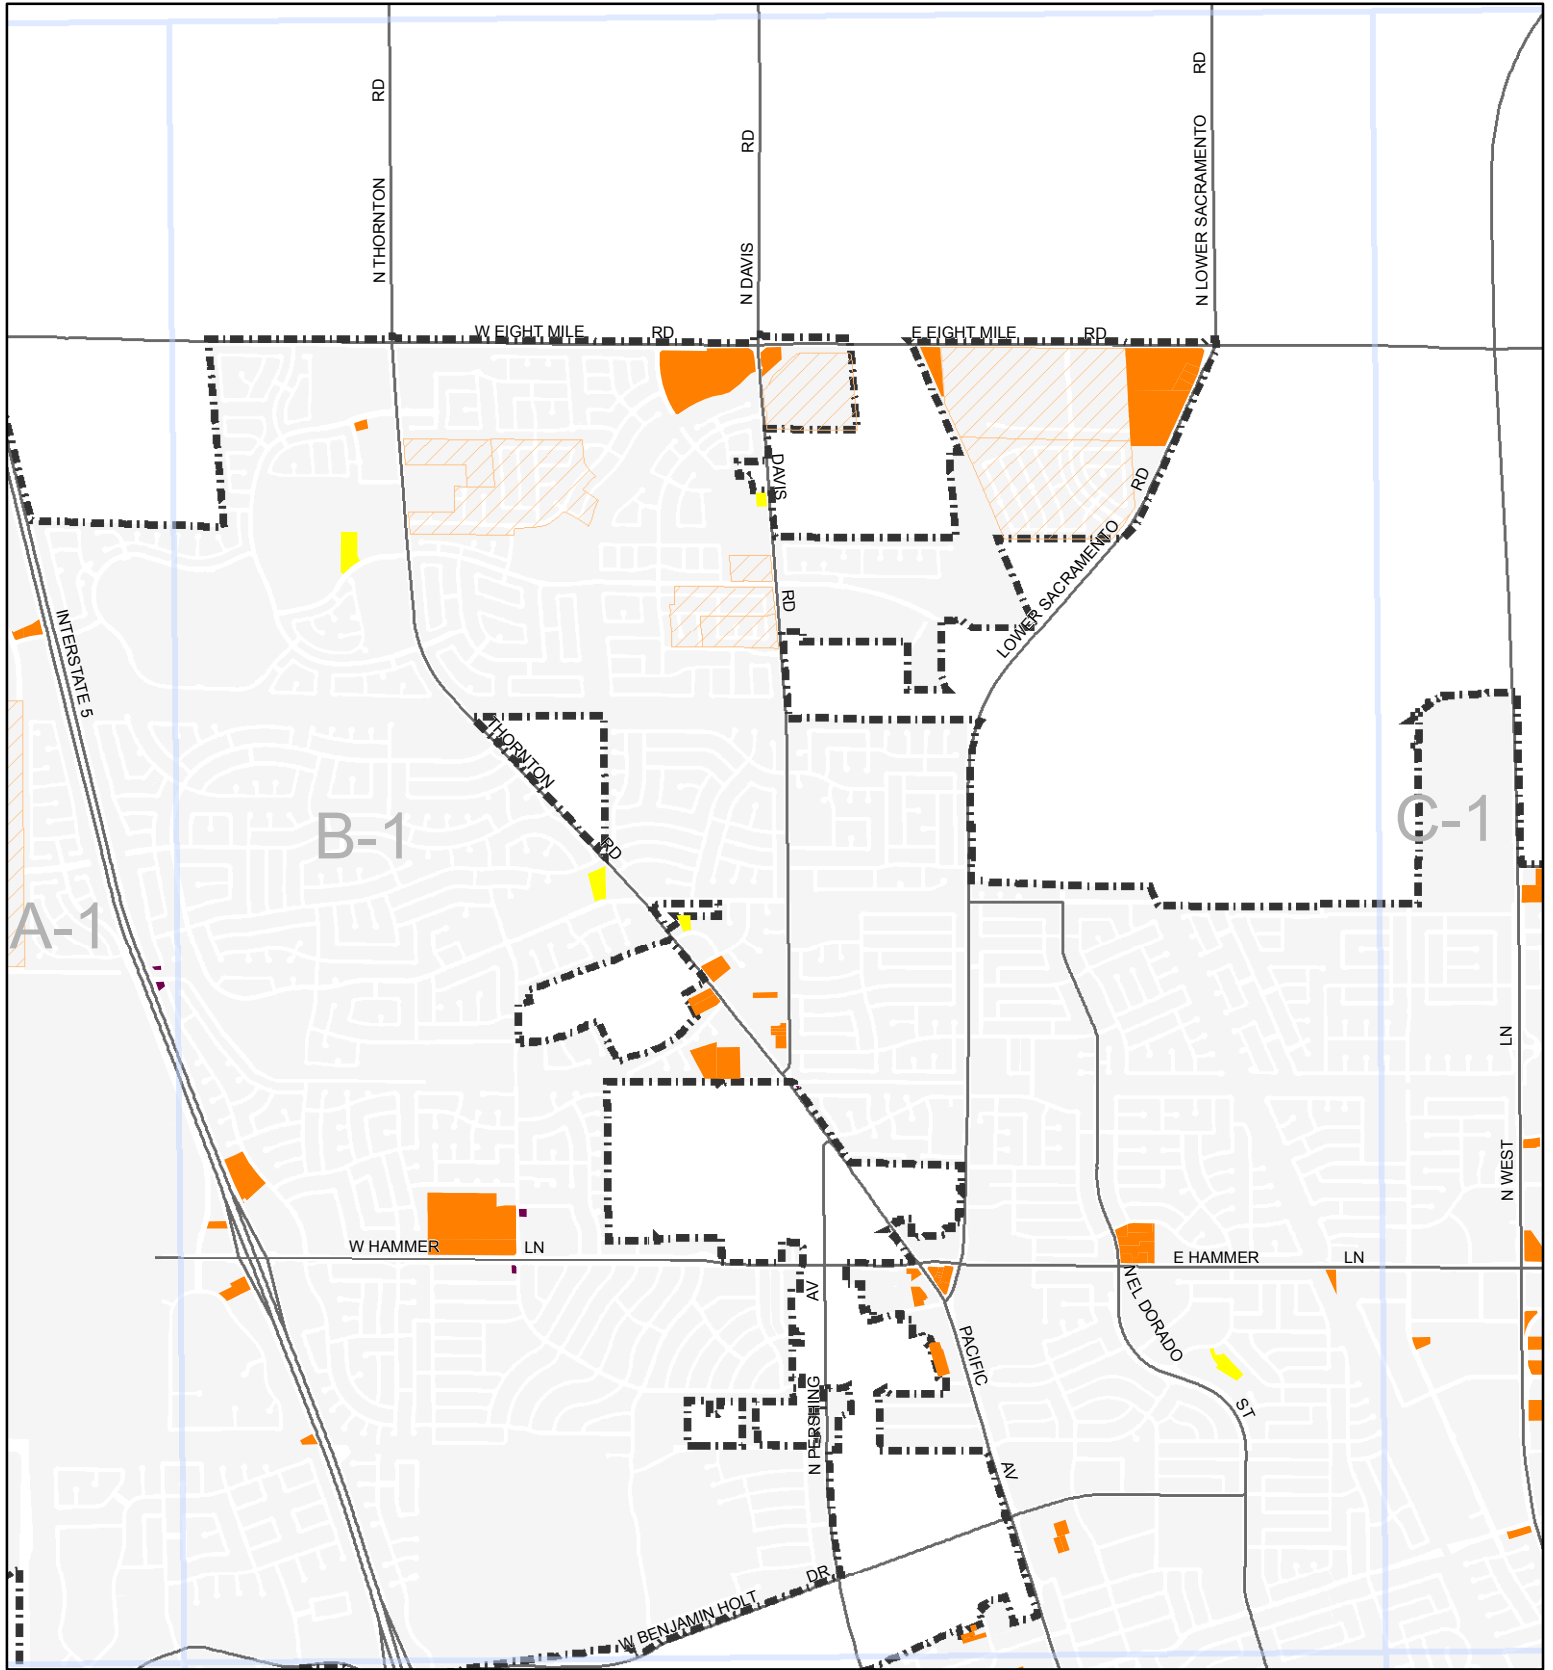 RD
N THORNTON
RD
N DAVIS
RD
N LOWER SACRAMENTO
W EIGHT MILE RD
E EIGHT MILE RD
DAVIS
RD
RD
LOWER SACRAMENTO
INTERSTATE 5
THORNTON
RD
B-1
C-1
A-1
LN
N WEST
W HAMMER LN
E HAMMER LN
AV
N PERSHING
PACIFIC
AV
N EL DORADO
ST
W BENJAMIN HOLT DR